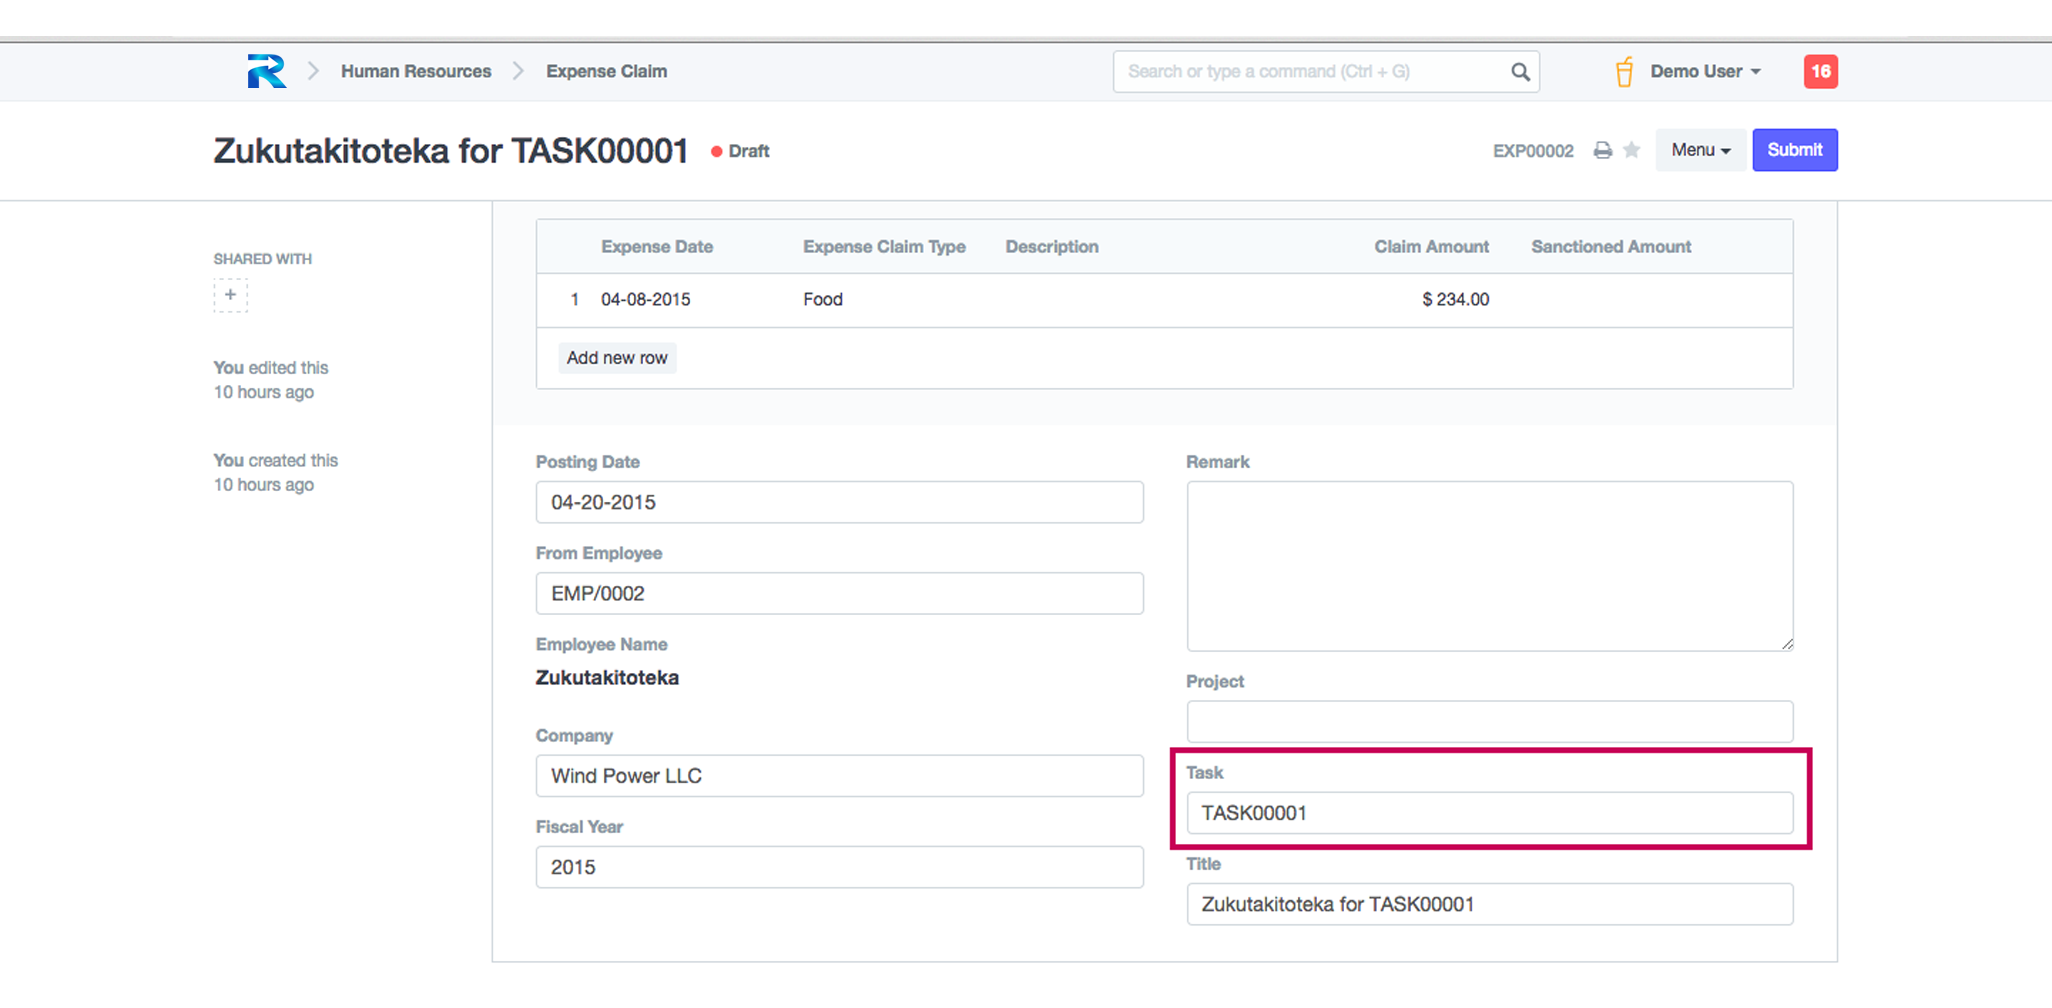 Human Resources
Expense Claim
Search or type a command (Ctrl + G)
Demo User
16
Zukutakitoteka for TASK00001
Draft
EXP00002
Menu
Submit
SHARED WITH
+
You edited this
10 hours ago
You created this
10 hours ago
Expense Date Expense Claim Type Description Claim Amount Sanctioned Amount
1 04-08-2015 Food $ 234.00
Add new row
Posting Date
04-20-2015
From Employee
EMP/0002
Employee Name
Zukutakitoteka
Company
Wind Power LLC
Fiscal Year
2015
Remark
Project
Task
TASK00001
Title
Zukutakitoteka for TASK00001